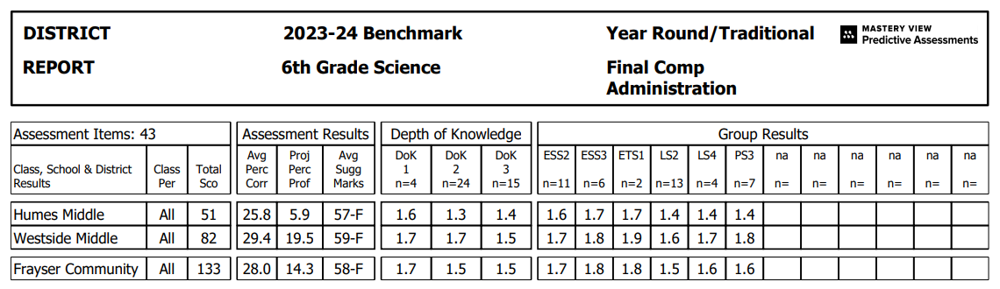 DISTRICT 2023-24 Benchmark Year Round/Traditional MASTERY VIEW
Predictive Assessments
REPORT 6th Grade Science Final Comp
Administration
Assessment Items: 43 Assessment Results Depth of Knowledge Group Results
Avg Proj Avg DoK DoK DoK ESS2 ESS3 ETS1 LS2 LS4 PS3 na na na na na na
Class, School & District Class Total Perc Perc Sugg 1 2 3
Results Per Sco Corr Prof Marks n=4 n=24 n=15 n=11 n=6 n=2 n=13 n=4 n=7 n= n= n= n= n= n=
Humes Middle All 51 25.8 5.9 57-F 1.6 1.3 1.4 1.6 1.7 1.7 1.4 1.4 1.4
Westside Middle All 82 29.4 19.5 59-F 1.7 1.7 1.5 1.7 1.8 1.9 1.6 1.7 1.8
Frayser Community All 133 28.0 14.3 58-F 1.7 1.5 1.5 1.7 1.8 1.8 1.5 1.6 1.6